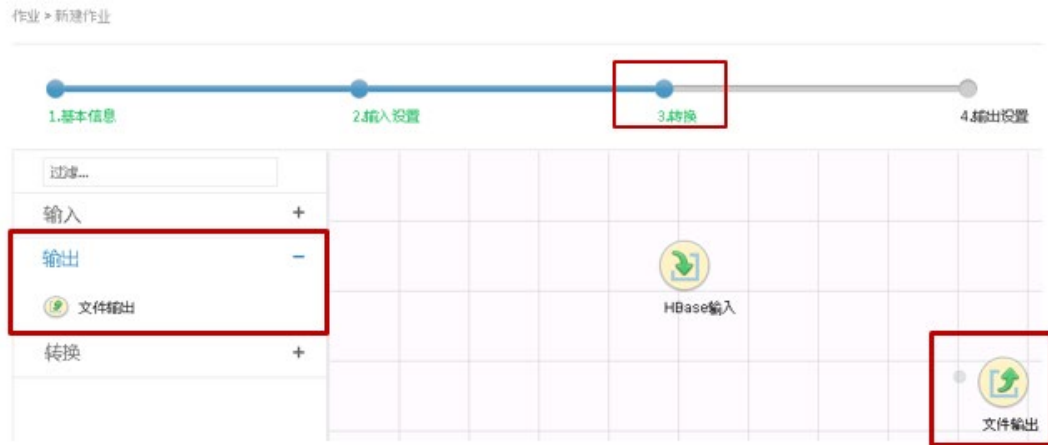 作业 » 新建作业
1.基本信息
2.输入设置
3.转换
4.输出设置
过滤...
输入 +
输出 −
文件输出
转换 +
HBase输入
文件输出